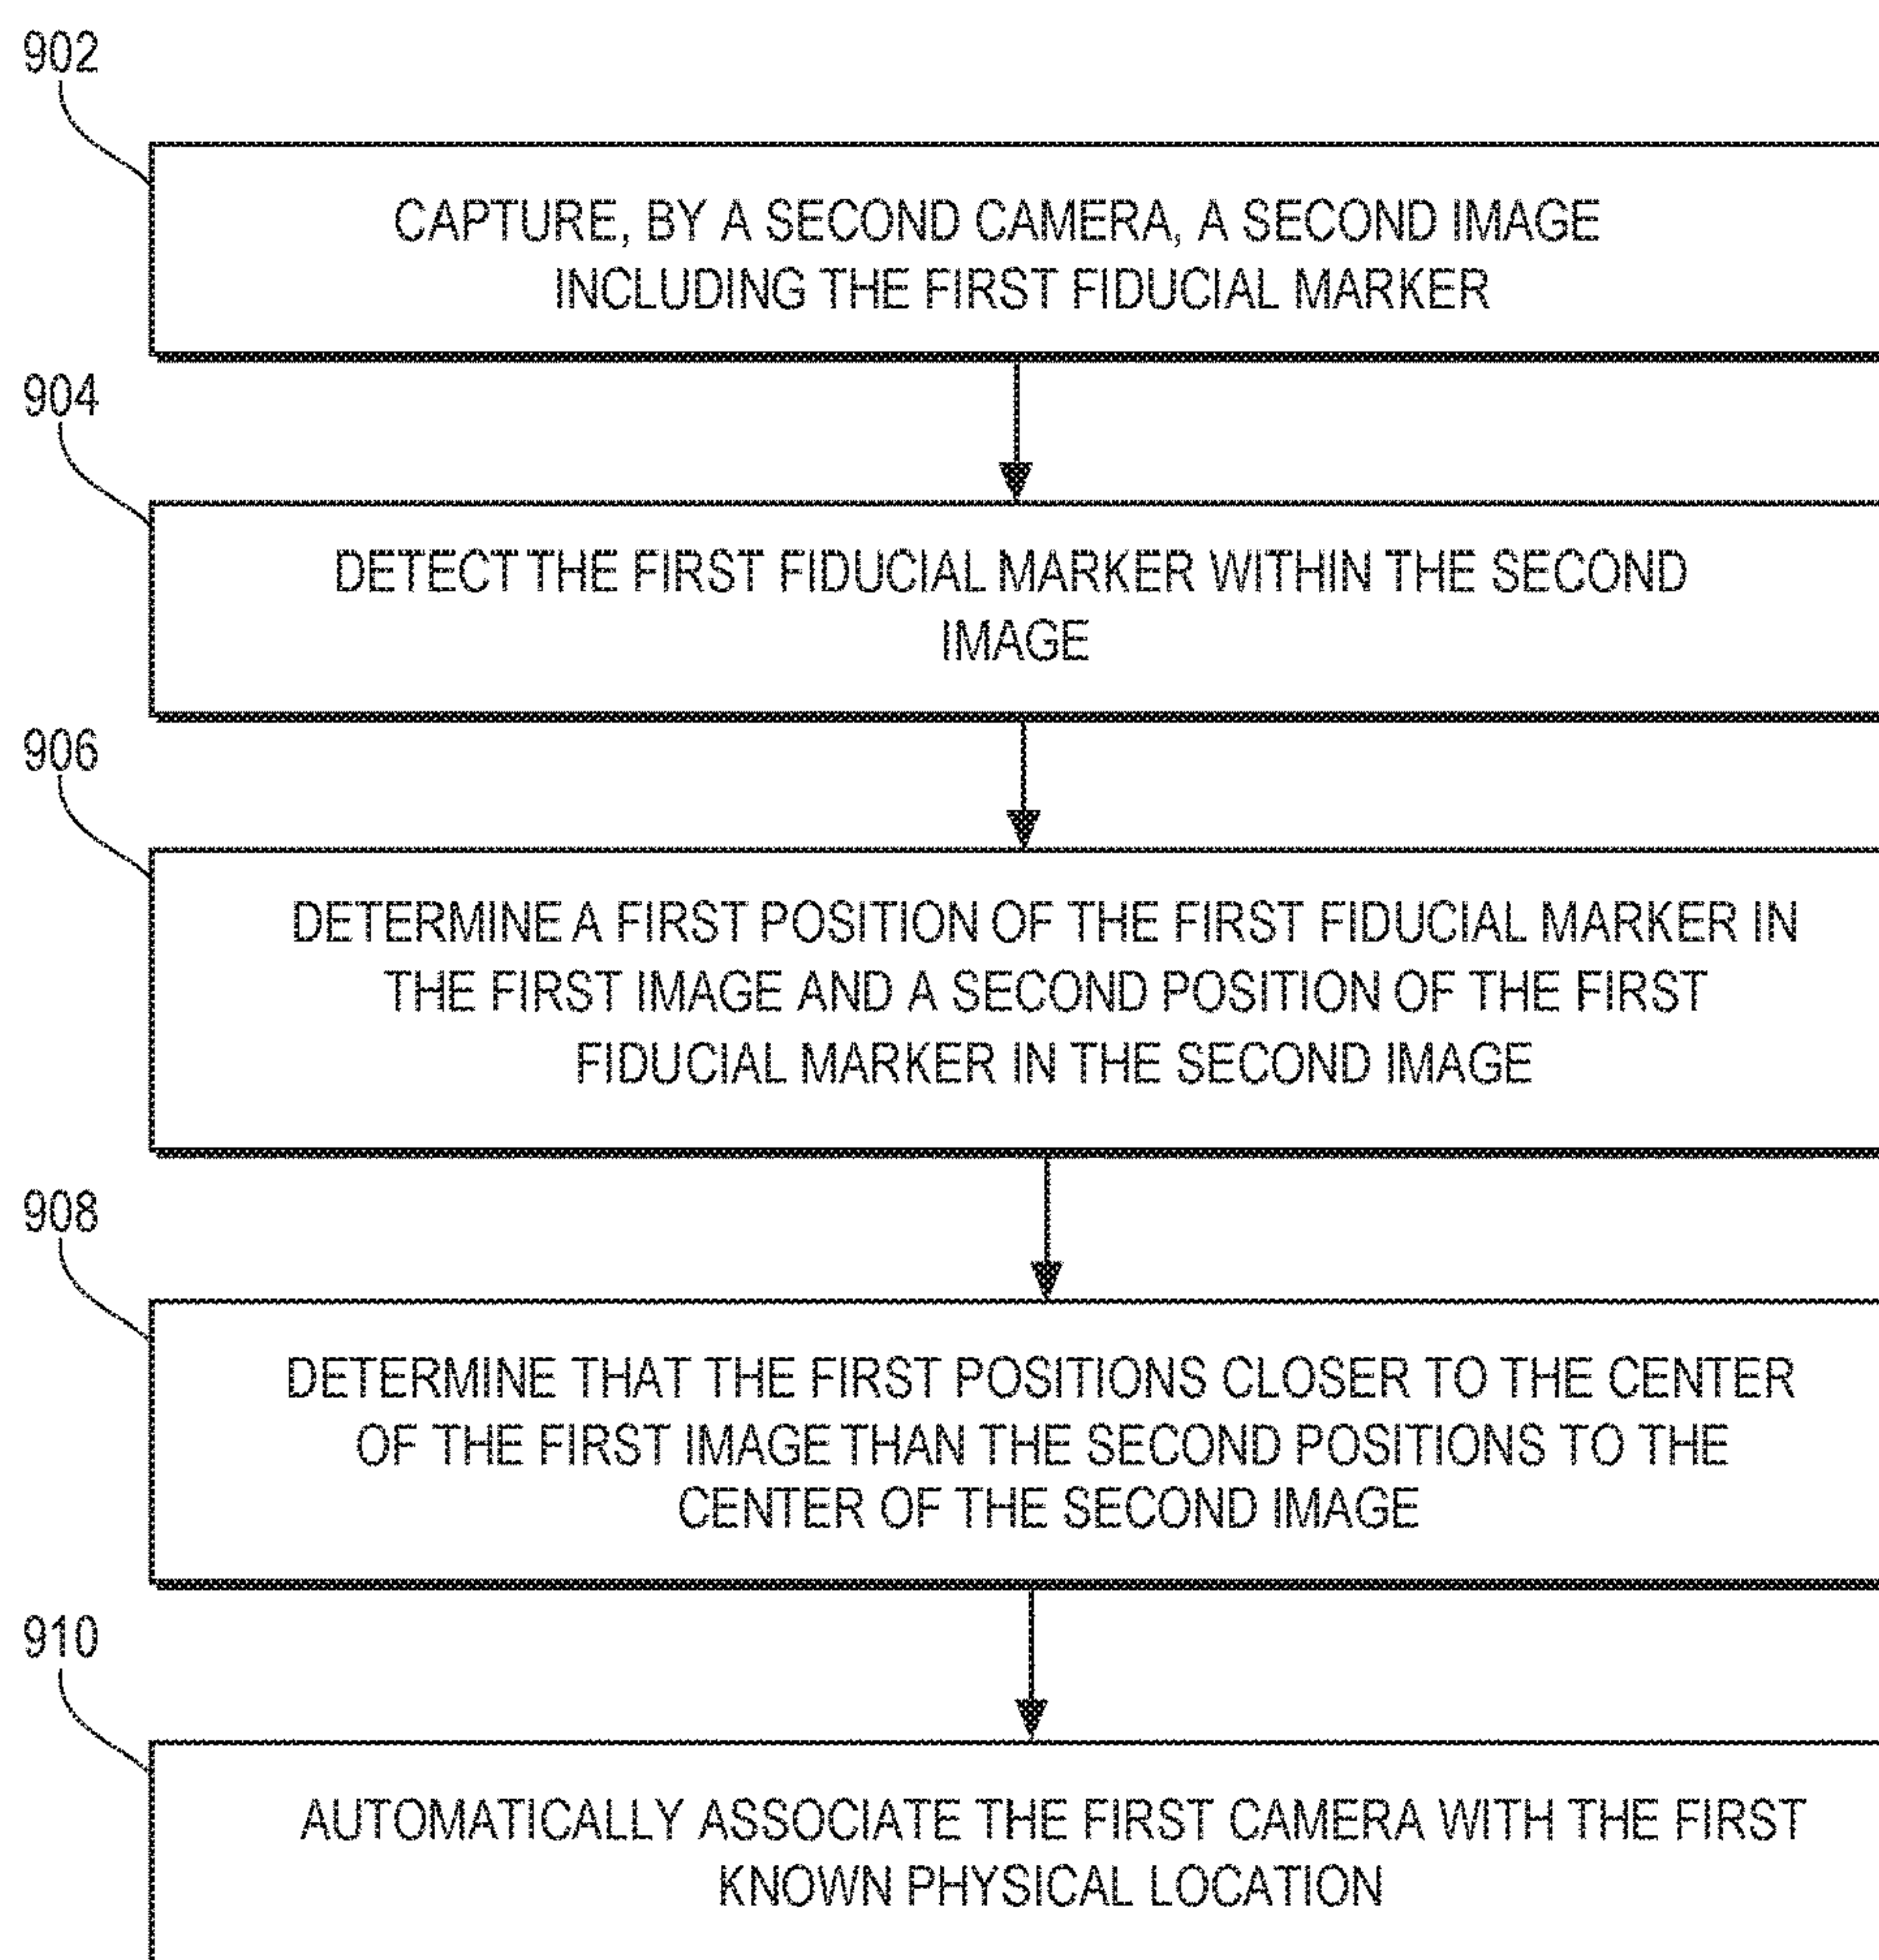 902
CAPTURE, BY A SECOND CAMERA, A SECOND IMAGE
INCLUDING THE FIRST FIDUCIAL MARKER
904
DETECT THE FIRST FIDUCIAL MARKER WITHIN THE SECOND
IMAGE
906
DETERMINE A FIRST POSITION OF THE FIRST FIDUCIAL MARKER IN
THE FIRST IMAGE AND A SECOND POSITION OF THE FIRST
FIDUCIAL MARKER IN THE SECOND IMAGE
908
DETERMINE THAT THE FIRST POSITIONS CLOSER TO THE CENTER
OF THE FIRST IMAGE THAN THE SECOND POSITIONS TO THE
CENTER OF THE SECOND IMAGE
910
AUTOMATICALLY ASSOCIATE THE FIRST CAMERA WITH THE FIRST
KNOWN PHYSICAL LOCATION